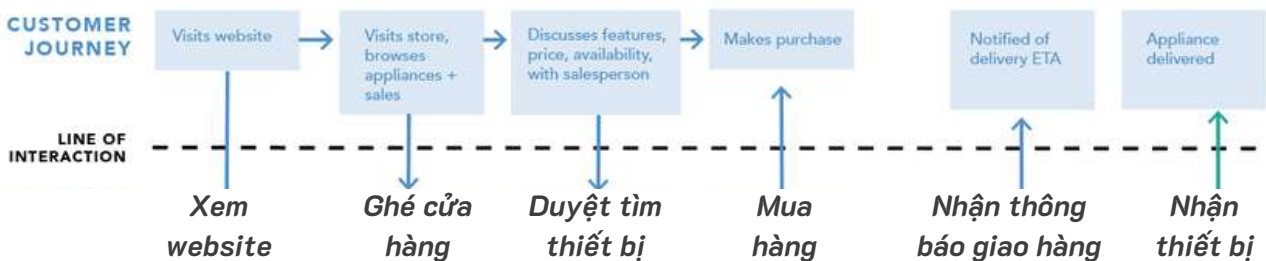 CUSTOMER
JOURNEY
Visits website
Visits store,
browses
appliances +
sales
Discusses features,
price, availability,
with salesperson
Makes purchase
Notified of
delivery ETA
Appliance
delivered
LINE OF
INTERACTION
Xem
website
Ghé cửa
hàng
Duyệt tìm
thiết bị
Mua
hàng
Nhận thông
báo giao hàng
Nhận
thiết bị